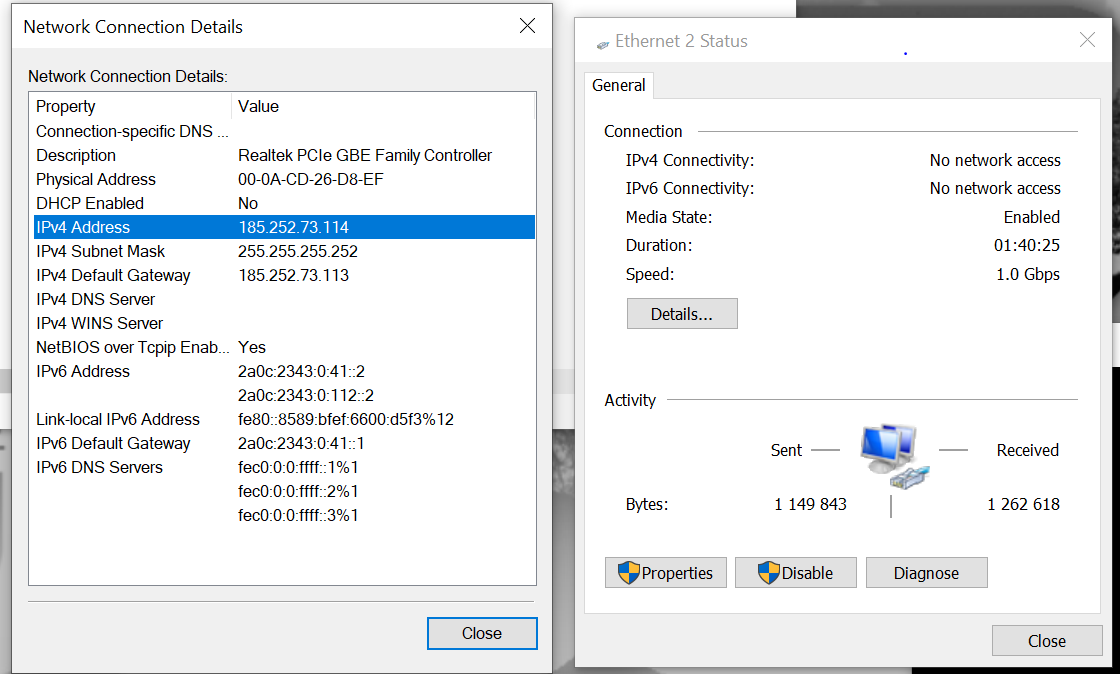 Network Connection Details
Network Connection Details:
Property Value
Connection-specific DNS ...
Description Realtek PCIe GBE Family Controller
Physical Address 00-0A-CD-26-D8-EF
DHCP Enabled No
IPv4 Address 185.252.73.114
IPv4 Subnet Mask 255.255.255.252
IPv4 Default Gateway 185.252.73.113
IPv4 DNS Server
IPv4 WINS Server
NetBIOS over Tcpip Enab... Yes
IPv6 Address 2a0c:2343:0:41::2
2a0c:2343:0:112::2
Link-local IPv6 Address fe80::8589:bfef:6600:d5f3%12
IPv6 Default Gateway 2a0c:2343:0:41::1
IPv6 DNS Servers fec0:0:0:ffff::1%1
fec0:0:0:ffff::2%1
fec0:0:0:ffff::3%1
Close
Ethernet 2 Status
General
Connection
IPv4 Connectivity: No network access
IPv6 Connectivity: No network access
Media State: Enabled
Duration: 01:40:25
Speed: 1.0 Gbps
Details...
Activity
Sent Received
Bytes: 1 149 843 1 262 618
Properties Disable Diagnose
Close